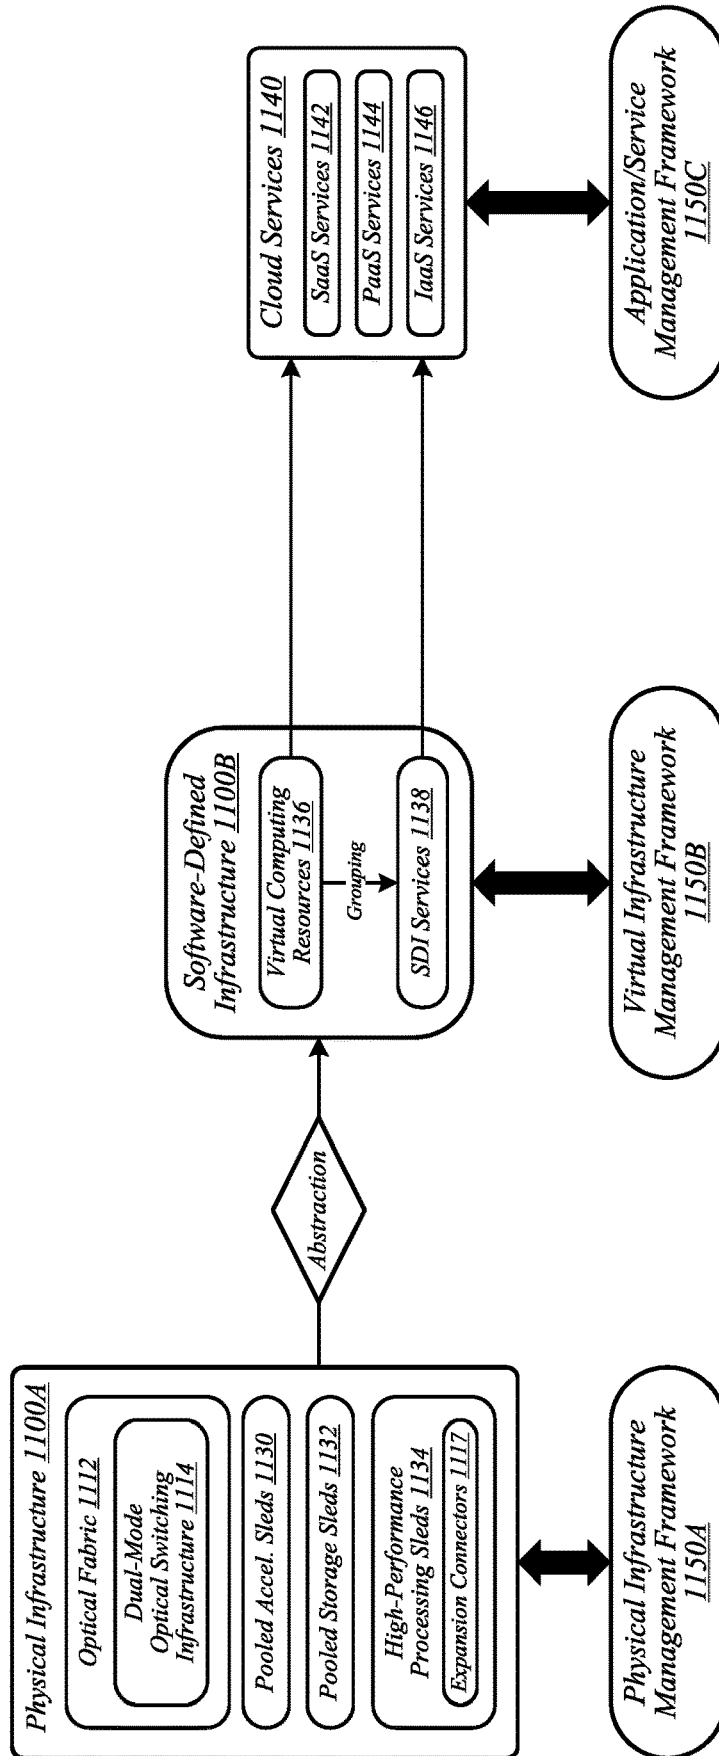 Physical Infrastructure 1100A
Optical Fabric 1112
Dual-Mode
Optical Switching
Infrastructure 1114
Pooled Accel. Sleds 1130
Pooled Storage Sleds 1132
High-Performance
Processing Sleds 1134
Expansion Connectors 1117
Physical Infrastructure
Management Framework
1150A
Abstraction
Software-Defined
Infrastructure 1100B
Virtual Computing
Resources 1136
Grouping
SDI Services 1138
Virtual Infrastructure
Management Framework
1150B
Cloud Services 1140
SaaS Services 1142
PaaS Services 1144
IaaS Services 1146
Application/Service
Management Framework
1150C